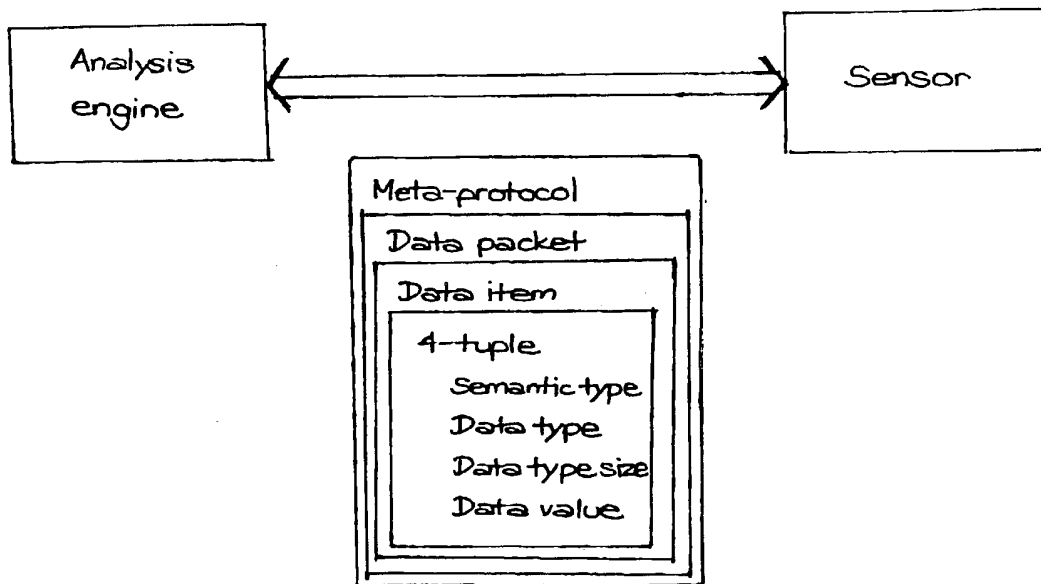 Analysis
engine
Sensor
Meta-protocol
Data packet
Data item
4-tuple
Semantic type
Data type
Data type size
Data value